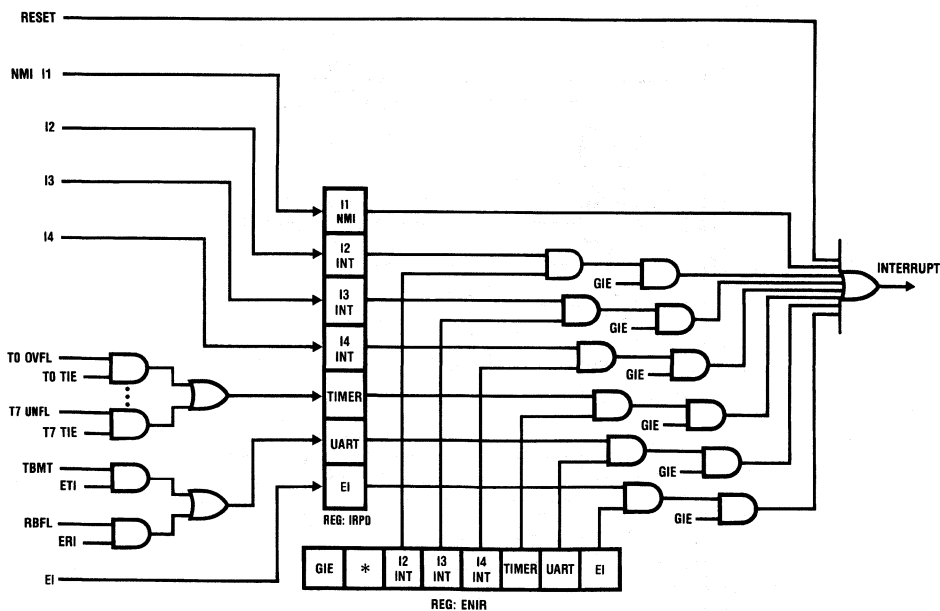 RESET
NMI I1
I2
I3
I4
T0 OVFL
T0 TIE
T7 UNFL
T7 TIE
TBMT
ETI
RBFL
ERI
EI
I1
NMI
I2
INT
I3
INT
I4
INT
TIMER
UART
EI
REG: IRPD
GIE
GIE
GIE
GIE
GIE
GIE
INTERRUPT
GIE
*
I2
INT
I3
INT
I4
INT
TIMER
UART
EI
REG: ENIR